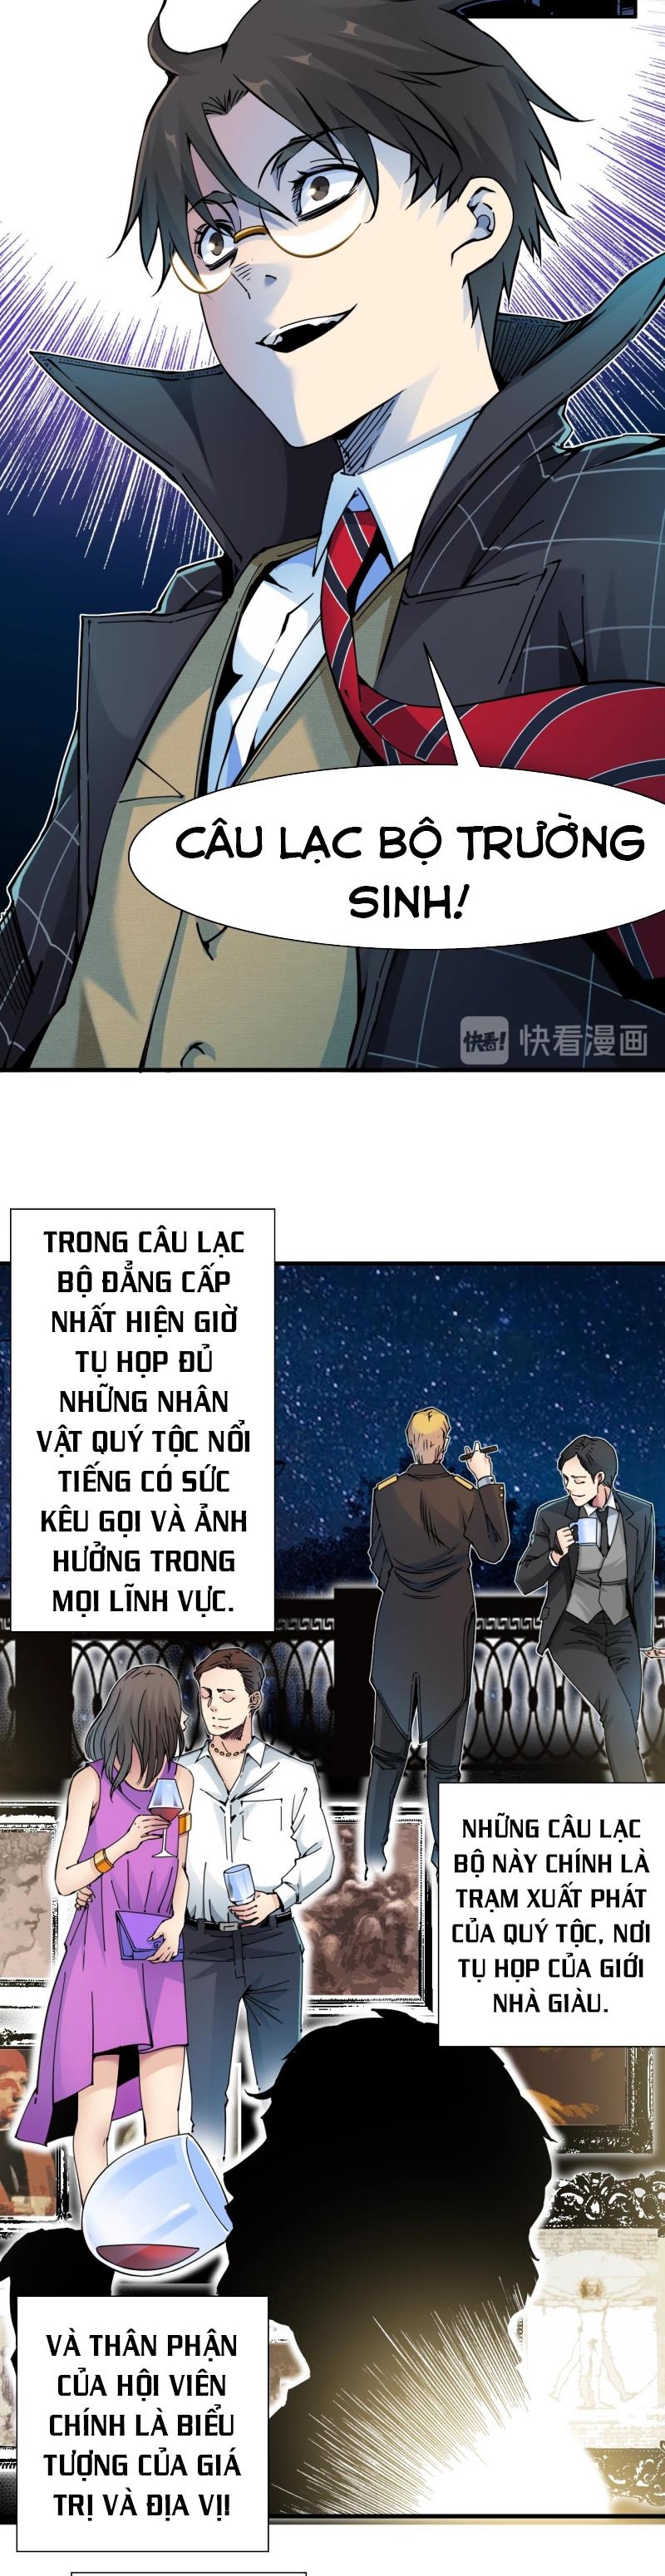 CÂU LẠC BỘ TRƯỜNG
SINH!
快看! 快看漫画
TRONG CÂU LẠC
BỘ ĐẲNG CẤP
NHẤT HIỆN GIỜ
TỤ HỌP ĐỦ
NHỮNG NHÂN
VẬT QUÝ TỘC NỔI
TIẾNG CÓ SỨC
KÊU GỌI VÀ ẢNH
HƯỞNG TRONG
MỌI LĨNH VỰC.
NHỮNG CÂU LẠC
BỘ NÀY CHÍNH LÀ
TRẠM XUẤT PHÁT
CỦA QUÝ TỘC, NƠI
TỤ HỌP CỦA GIỚI
NHÀ GIÀU.
VÀ THÂN PHẬN
CỦA HỘI VIÊN
CHÍNH LÀ BIỂU
TƯỢNG CỦA GIÁ
TRỊ VÀ ĐỊA VỊ!